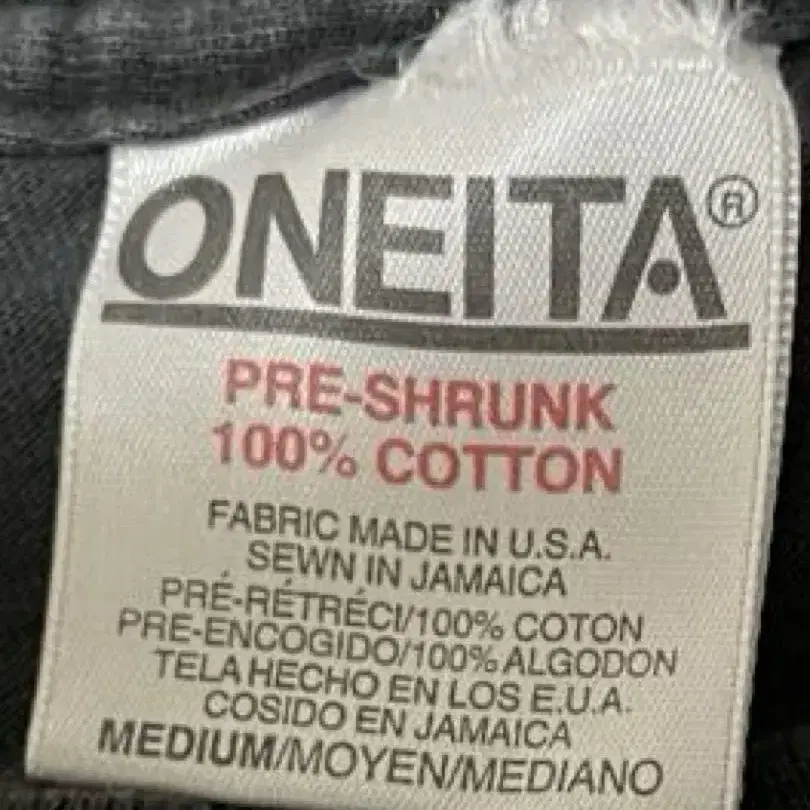 ONEITA®
PRE-SHRUNK
100% COTTON
FABRIC MADE IN U.S.A.
SEWN IN JAMAICA
PRÉ-RÉTRÉCI/100% COTON
PRE-ENCOGIDO/100% ALGODON
TELA HECHO EN LOS E.U.A.
COSIDO EN JAMAICA
MEDIUM/MOYEN/MEDIANO